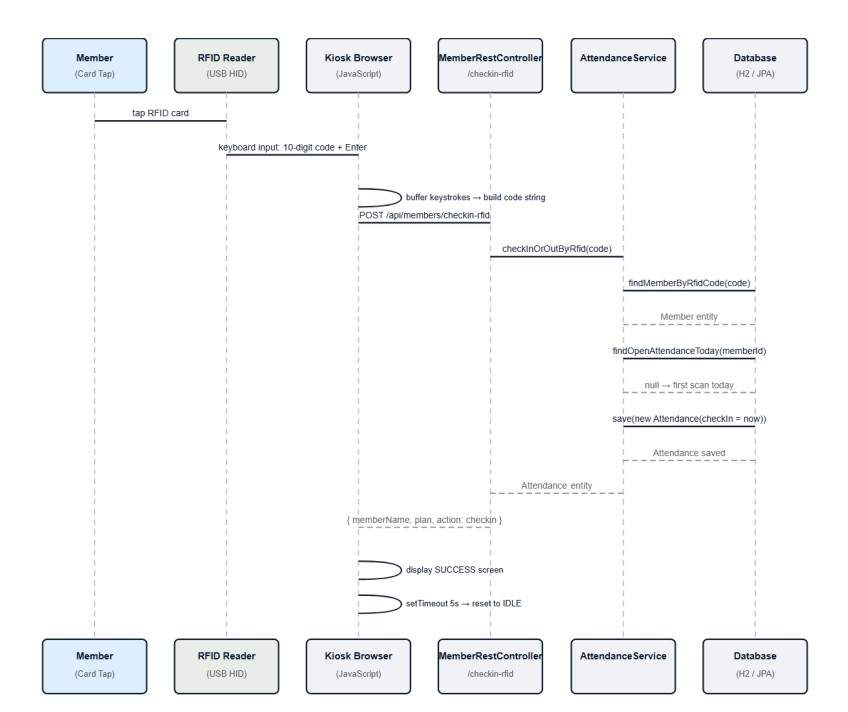 Member
(Card Tap)
RFID Reader
(USB HID)
Kiosk Browser
(JavaScript)
MemberRestController
/checkin-rfid
AttendanceService
Database
(H2 / JPA)
tap RFID card
keyboard input: 10-digit code + Enter
buffer keystrokes → build code string
POST /api/members/checkin-rfid
checkInOrOutByRfid(code)
findMemberByRfidCode(code)
Member entity
findOpenAttendanceToday(memberId)
null → first scan today
save(new Attendance(checkIn = now))
Attendance saved
Attendance entity
{ memberName, plan, action: checkin }
display SUCCESS screen
setTimeout 5s → reset to IDLE
Member
(Card Tap)
RFID Reader
(USB HID)
Kiosk Browser
(JavaScript)
MemberRestController
/checkin-rfid
AttendanceService
Database
(H2 / JPA)